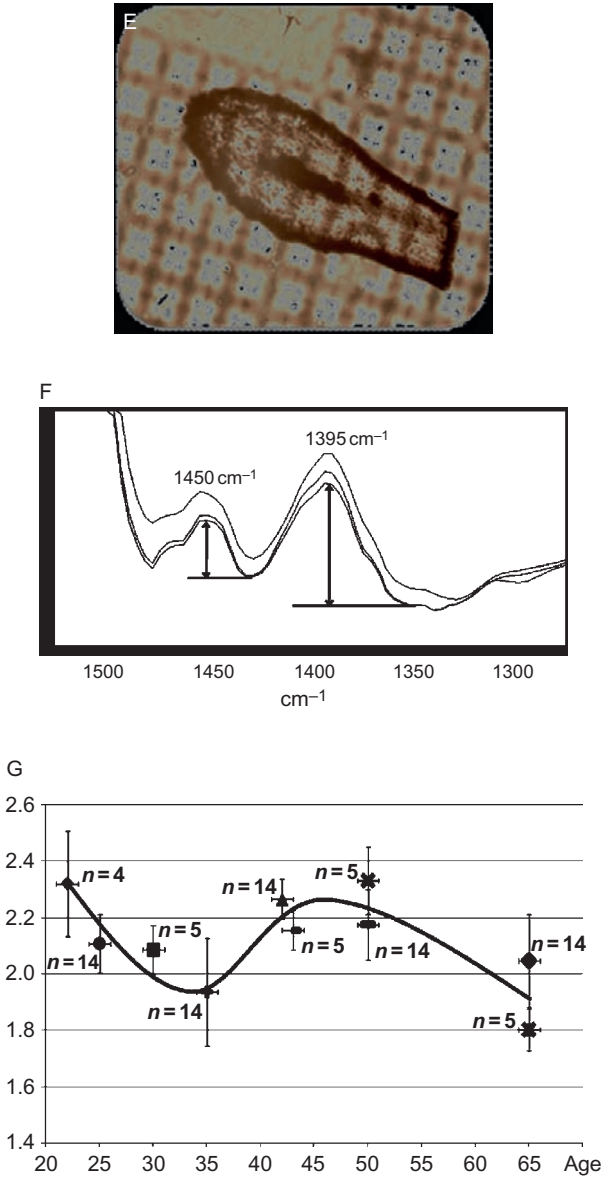 E
F
1395 cm–1
1450 cm–1
1500 1450 1400 1350 1300
cm–1
G
2.6
2.4
2.2
2.0
1.8
1.6
1.4
n = 4
n = 14
n = 5
n = 14
n = 14
n = 5
n = 5
n = 14
n = 14
n = 5
20 25 30 35 40 45 50 55 60 65 Age